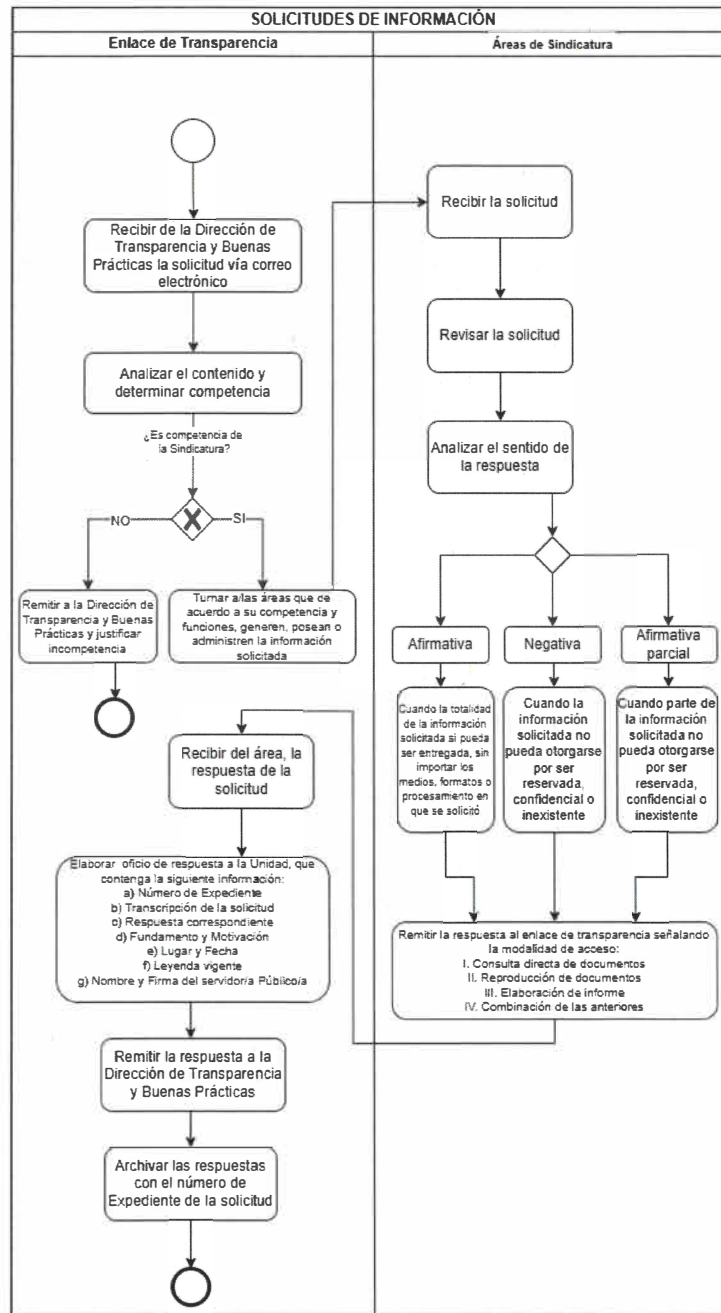 SOLICITUDES DE INFORMACIÓN
Enlace de Transparencia
Áreas de Sindicatura
Recibir de la Dirección de
Transparencia y Buenas
Prácticas la solicitud vía correo
electrónico
Analizar el contenido y
determinar competencia
¿Es competencia de
la Sindicatura?
NO
SI
Remitir a la Dirección de
Transparencia y Buenas
Prácticas y justificar
incompetencia
Turnar a/las áreas que de
acuerdo a su competencia y
funciones, generen, posean o
administren la información
solicitada
Recibir la solicitud
Revisar la solicitud
Analizar el sentido de
la respuesta
Afirmativa
Negativa
Afirmativa
parcial
Cuando la totalidad
de la información
solicitada si pueda
ser entregada, sin
importar los
medios, formatos o
procesamiento en
que se solicitó
Cuando la
información
solicitada no
pueda otorgarse
por ser
reservada,
confidencial o
inexistente
Cuando parte de
la información
solicitada no
pueda otorgarse
por ser
reservada,
confidencial o
inexistente
Remitir la respuesta al enlace de transparencia señalando
la modalidad de acceso:
I. Consulta directa de documentos
II. Reproducción de documentos
III. Elaboración de informe
IV. Combinación de las anteriores
Recibir del área, la
respuesta de la
solicitud
Elaborar oficio de respuesta a la Unidad, que
contenga la siguiente información:
a) Número de Expediente
b) Transcripción de la solicitud
c) Respuesta correspondiente
d) Fundamento y Motivación
e) Lugar y Fecha
f) Leyenda vigente
g) Nombre y Firma del servidor/a Público/a
Remitir la respuesta a la
Dirección de Transparencia
y Buenas Prácticas
Archivar las respuestas
con el número de
Expediente de la solicitud